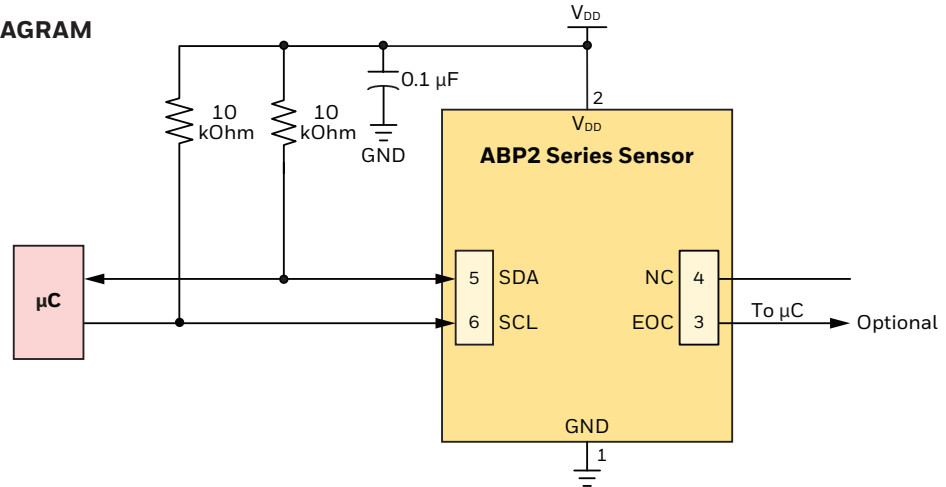 AGRAM
VDD
0.1 µF
10
kOhm
10
kOhm
GND
2
VDD
ABP2 Series Sensor
µC
5 SDA
6 SCL
NC 4
EOC 3
To µC
Optional
GND
1